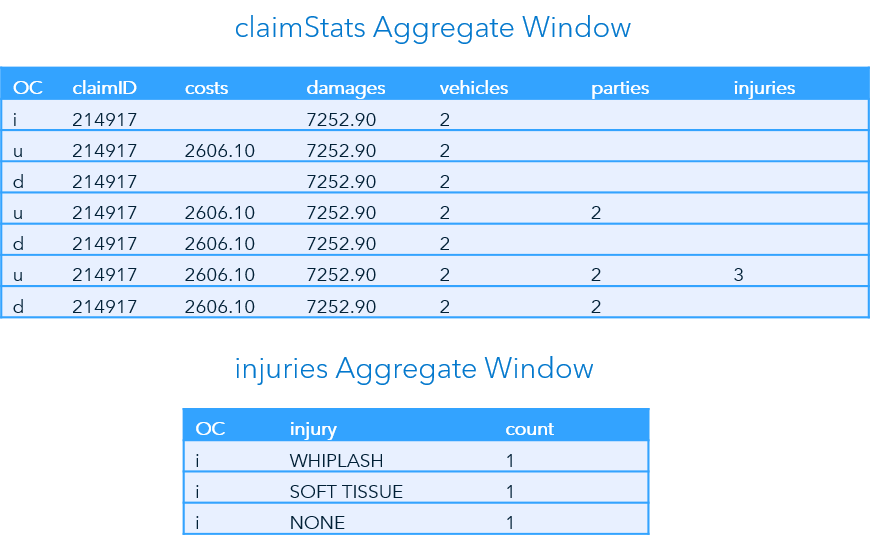 claimStats Aggregate Window
OC claimID costs damages vehicles parties injuries
i 214917 7252.90 2
u 214917 2606.10 7252.90 2
d 214917 7252.90 2
u 214917 2606.10 7252.90 2 2
d 214917 2606.10 7252.90 2
u 214917 2606.10 7252.90 2 2 3
d 214917 2606.10 7252.90 2 2
injuries Aggregate Window
OC injury count
i WHIPLASH 1
i SOFT TISSUE 1
i NONE 1